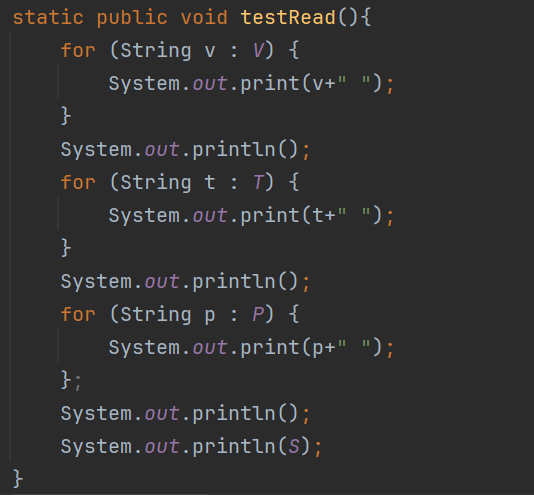 static public void testRead(){
    for (String v : V) {
        System.out.print(v+" ");
    }
    System.out.println();
    for (String t : T) {
        System.out.print(t+" ");
    }
    System.out.println();
    for (String p : P) {
        System.out.print(p+" ");
    };
    System.out.println();
    System.out.println(S);
}